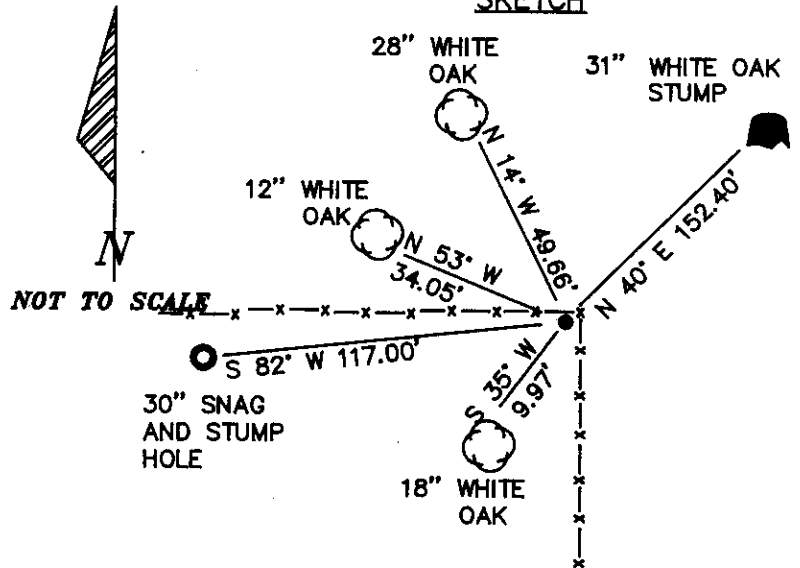 SKETCH
28" WHITE
OAK
31" WHITE OAK
STUMP
N 14° W 49.66'
12" WHITE
OAK
N 53° W
34.05'
N 40° E 152.40'
N
NOT TO SCALE
S 82° W 117.00'
S 35° W
9.97'
30" SNAG
AND STUMP
HOLE
18" WHITE
OAK